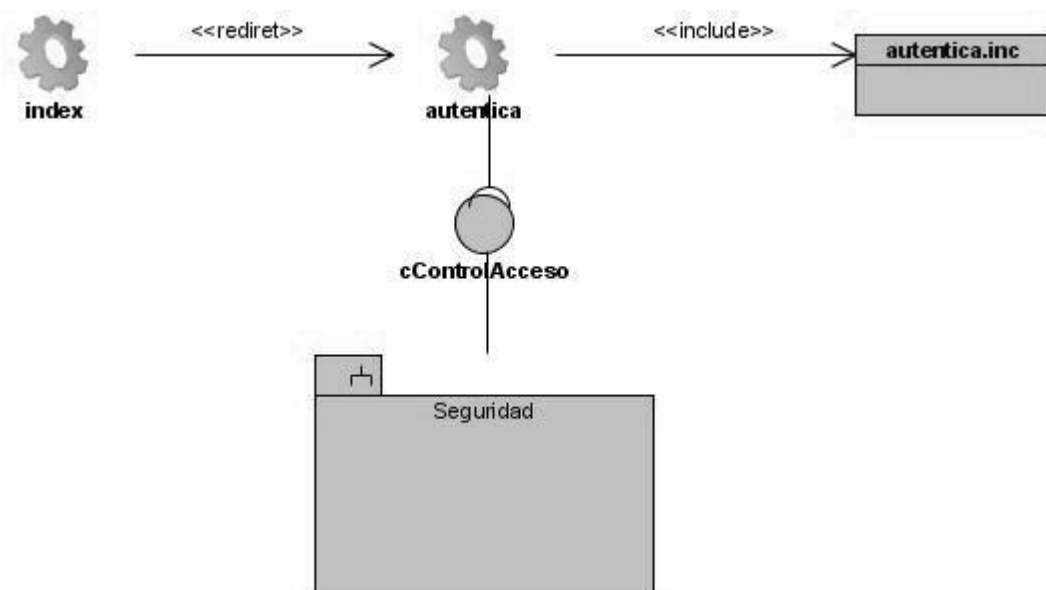 <<rediret>>
<<include>>
autentica.inc
index
autentica
cControlAcceso
Seguridad